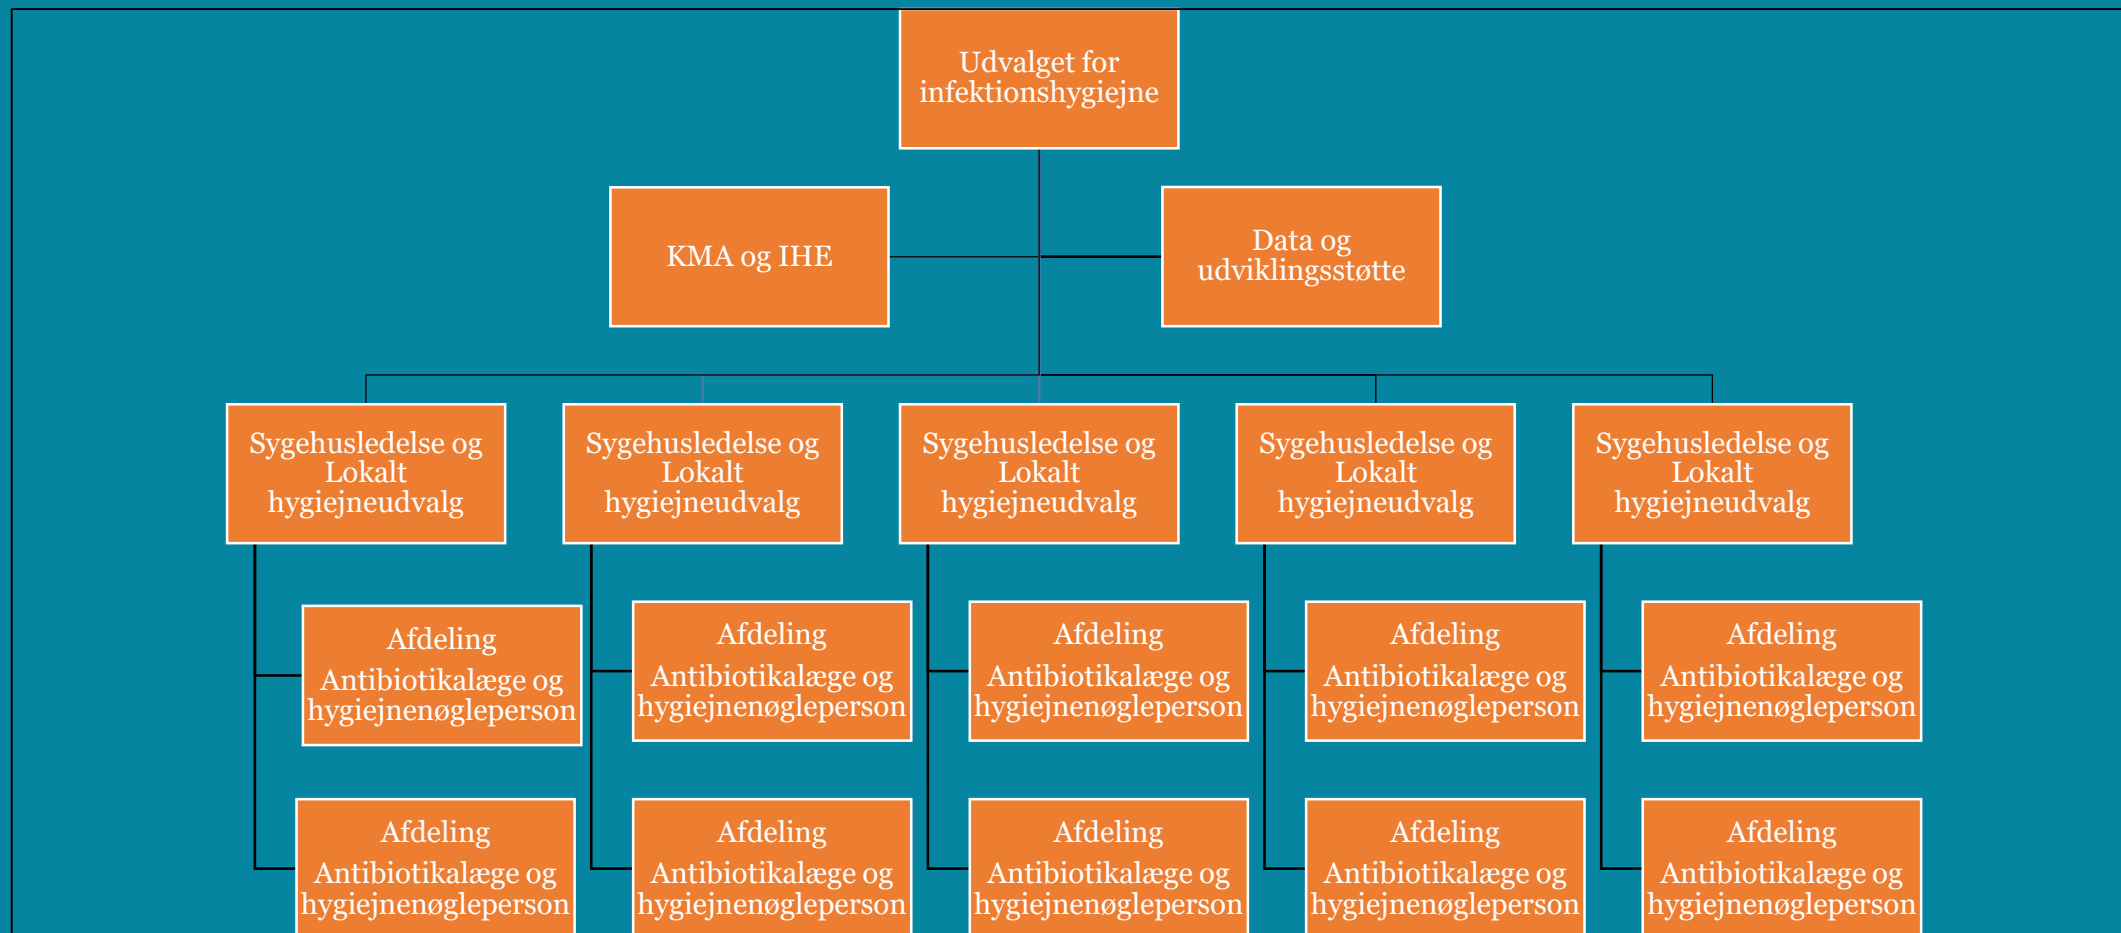 Udvalget for
infektionshygiejne
KMA og IHE
Data og
udviklingsstøtte
Sygehusledelse og
Lokalt
hygiejneudvalg
Sygehusledelse og
Lokalt
hygiejneudvalg
Sygehusledelse og
Lokalt
hygiejneudvalg
Sygehusledelse og
Lokalt
hygiejneudvalg
Sygehusledelse og
Lokalt
hygiejneudvalg
Afdeling
Antibiotikalæge og
hygiejnenøgleperson
Afdeling
Antibiotikalæge og
hygiejnenøgleperson
Afdeling
Antibiotikalæge og
hygiejnenøgleperson
Afdeling
Antibiotikalæge og
hygiejnenøgleperson
Afdeling
Antibiotikalæge og
hygiejnenøgleperson
Afdeling
Antibiotikalæge og
hygiejnenøgleperson
Afdeling
Antibiotikalæge og
hygiejnenøgleperson
Afdeling
Antibiotikalæge og
hygiejnenøgleperson
Afdeling
Antibiotikalæge og
hygiejnenøgleperson
Afdeling
Antibiotikalæge og
hygiejnenøgleperson